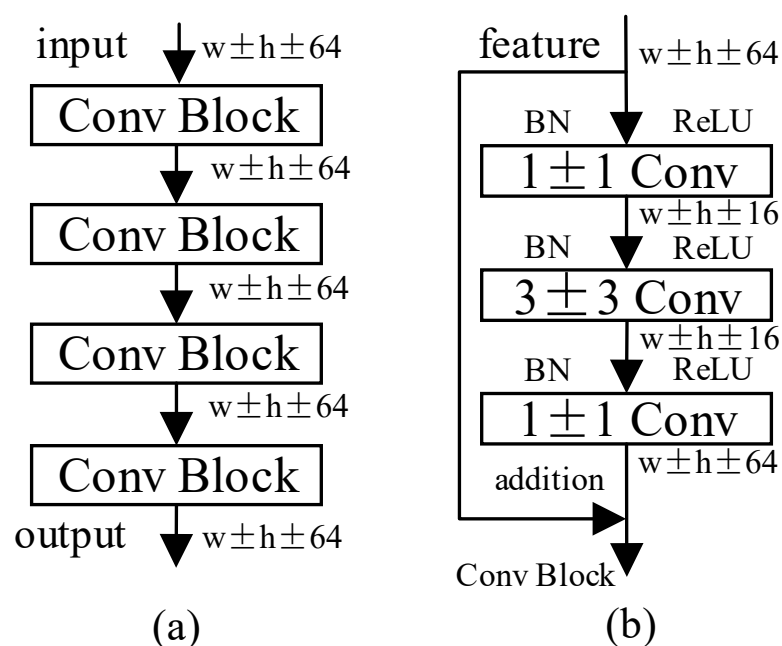 input
w±h±64
Conv Block
w±h±64
Conv Block
w±h±64
Conv Block
w±h±64
Conv Block
output
w±h±64
(a)
feature
w±h±64
BN ReLU
1±1 Conv
w±h±16
BN ReLU
3±3 Conv
w±h±16
BN ReLU
1±1 Conv
w±h±64
addition
Conv Block
(b)